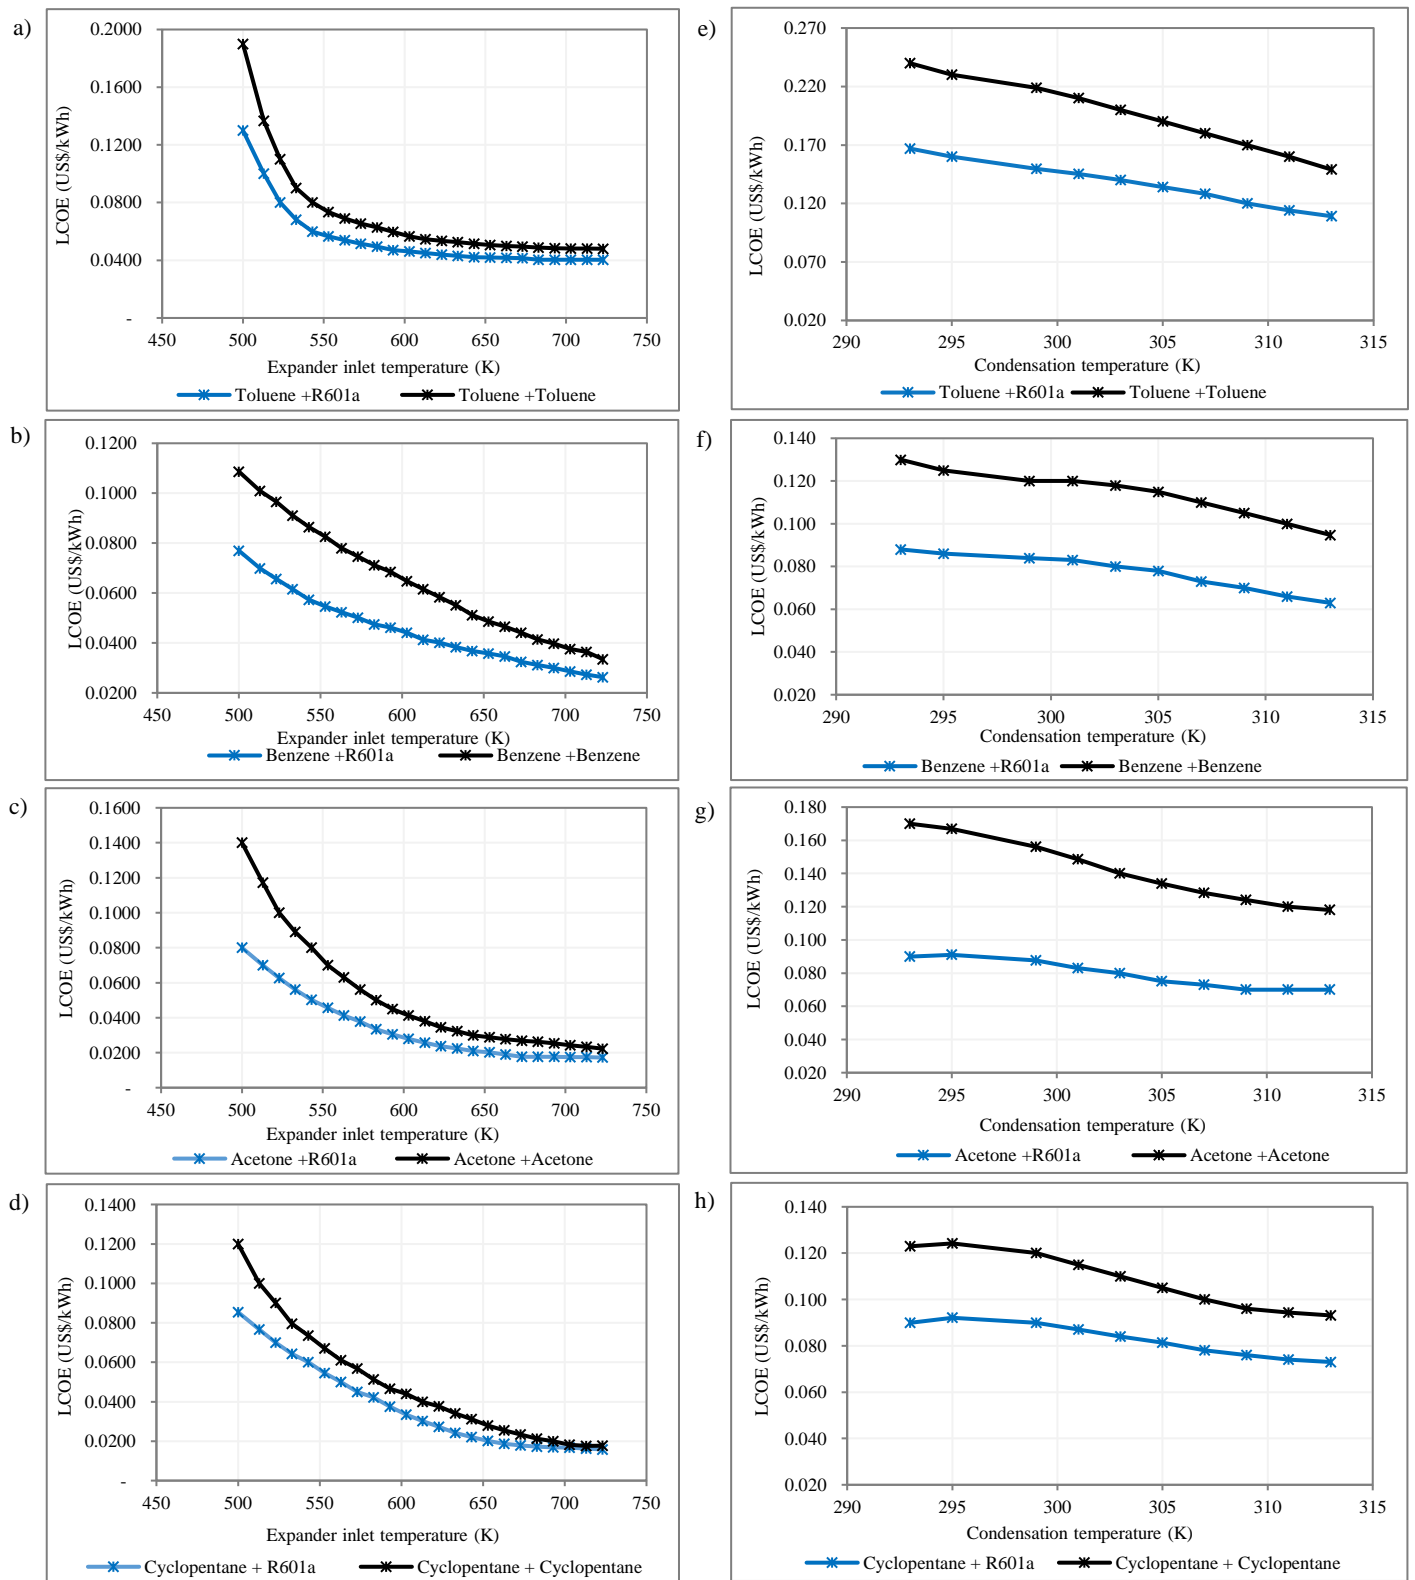 a)
0.2000
0.1600
0.1200
0.0800
0.0400
-
LCOE (US$/kWh)
450 500 550 600 650 700 750
Expander inlet temperature (K)
Toluene +R601a Toluene +Toluene
e)
0.270
0.220
0.170
0.120
0.070
0.020
LCOE (US$/kWh)
290 295 300 305 310 315
Condensation temperature (K)
Toluene +R601a Toluene +Toluene
b)
0.1200
0.1000
0.0800
0.0600
0.0400
0.0200
LCOE (US$/kWh)
450 500 550 600 650 700 750
Expander inlet temperature (K)
Benzene +R601a Benzene +Benzene
f)
0.140
0.120
0.100
0.080
0.060
0.040
0.020
LCOE (US$/kWh)
290 295 300 305 310 315
Condensation temperature (K)
Benzene +R601a Benzene +Benzene
c)
0.1600
0.1400
0.1200
0.1000
0.0800
0.0600
0.0400
0.0200
-
LCOE (US$/kWh)
450 500 550 600 650 700 750
Expander inlet temperature (K)
Acetone +R601a Acetone +Acetone
g)
0.180
0.160
0.140
0.120
0.100
0.080
0.060
0.040
0.020
LCOE (US$/kWh)
290 295 300 305 310 315
Condensation temperature (K)
Acetone +R601a Acetone +Acetone
d)
0.1400
0.1200
0.1000
0.0800
0.0600
0.0400
0.0200
-
LCOE (US$/kWh)
450 500 550 600 650 700 750
Expander inlet temperature (K)
Cyclopentane + R601a Cyclopentane + Cyclopentane
h)
0.140
0.120
0.100
0.080
0.060
0.040
0.020
LCOE (US$/kWh)
290 295 300 305 310 315
Condensation temperature (K)
Cyclopentane + R601a Cyclopentane + Cyclopentane